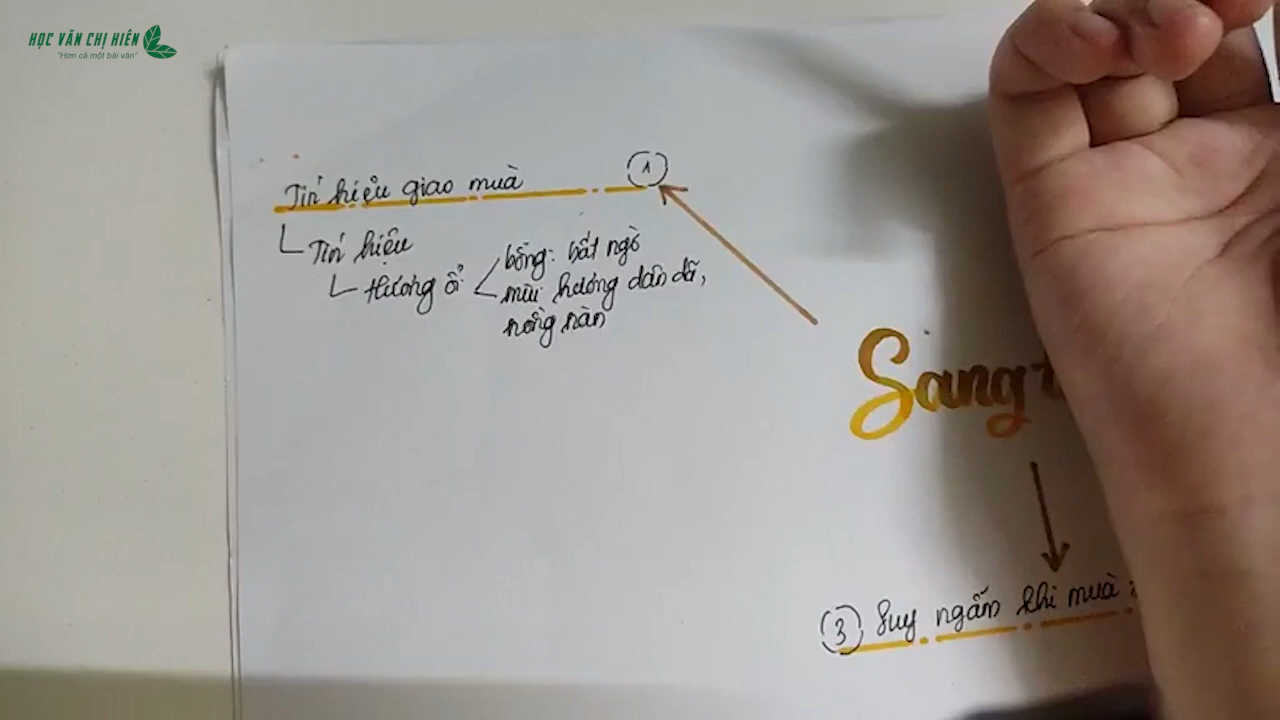 HỌC VĂN CHỊ HIÊN
"Hơn cả một bài văn"
Tín hiệu giao mùa
1
Tín hiệu
Hương ổi
bỗng: bất ngờ
mùi hương dân dã,
nồng nàn
Sang
3 Suy ngẫm khi mùa